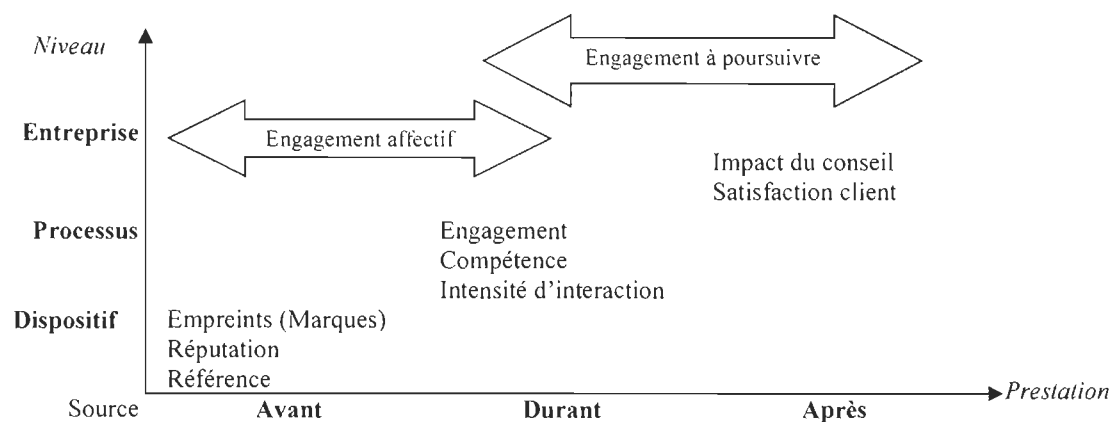 Niveau
Engagement à poursuivre
Entreprise
Engagement affectif
Impact du conseil
Satisfaction client
Processus
Engagement
Compétence
Intensité d'interaction
Dispositif
Empreints (Marques)
Réputation
Référence
Prestation
Source
Avant
Durant
Après